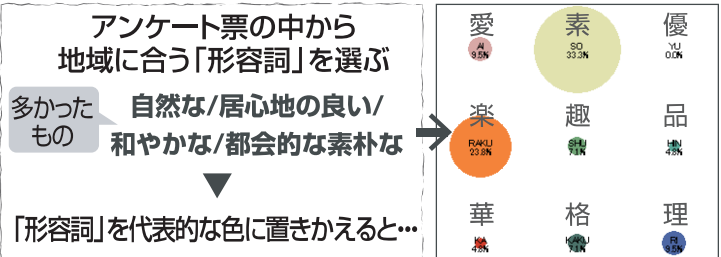 アンケート票の中から
地域に合う「形容詞」を選ぶ
多かった
もの
自然な/居心地の良い/
和やかな/都会的な素朴な
「形容詞」を代表的な色に置きかえると…
愛 素 優
AI SO YU
9.5% 33.3% 0.0%
楽 趣 品
RAKU SHU HIN
23.8% 7.1% 4.8%
華 格 理
KA KAKU RI
4.8% 7.1% 9.5%